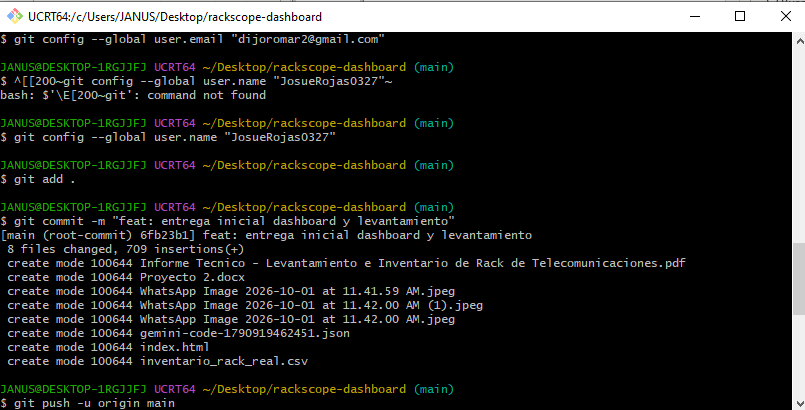 UCRT64:/c/Users/JANUS/Desktop/rackscope-dashboard
$ git config --global user.email "dijoromar2@gmail.com"
JANUS@DESKTOP-1RGJJFJ UCRT64 ~/Desktop/rackscope-dashboard (main)
$ ^[[200~git config --global user.name "JosueRojas0327"~
bash: $'\E[200~git': command not found
JANUS@DESKTOP-1RGJJFJ UCRT64 ~/Desktop/rackscope-dashboard (main)
$ git config --global user.name "JosueRojas0327"
JANUS@DESKTOP-1RGJJFJ UCRT64 ~/Desktop/rackscope-dashboard (main)
$ git add .
JANUS@DESKTOP-1RGJJFJ UCRT64 ~/Desktop/rackscope-dashboard (main)
$ git commit -m "feat: entrega inicial dashboard y levantamiento"
[main (root-commit) 6fb23b1] feat: entrega inicial dashboard y levantamiento
 8 files changed, 709 insertions(+)
 create mode 100644 Informe Tecnico - Levantamiento e Inventario de Rack de Telecomunicaciones.pdf
 create mode 100644 Proyecto 2.docx
 create mode 100644 WhatsApp Image 2026-10-01 at 11.41.59 AM.jpeg
 create mode 100644 WhatsApp Image 2026-10-01 at 11.42.00 AM (1).jpeg
 create mode 100644 WhatsApp Image 2026-10-01 at 11.42.00 AM.jpeg
 create mode 100644 gemini-code-1790919462451.json
 create mode 100644 index.html
 create mode 100644 inventario_rack_real.csv
JANUS@DESKTOP-1RGJJFJ UCRT64 ~/Desktop/rackscope-dashboard (main)
$ git push -u origin main